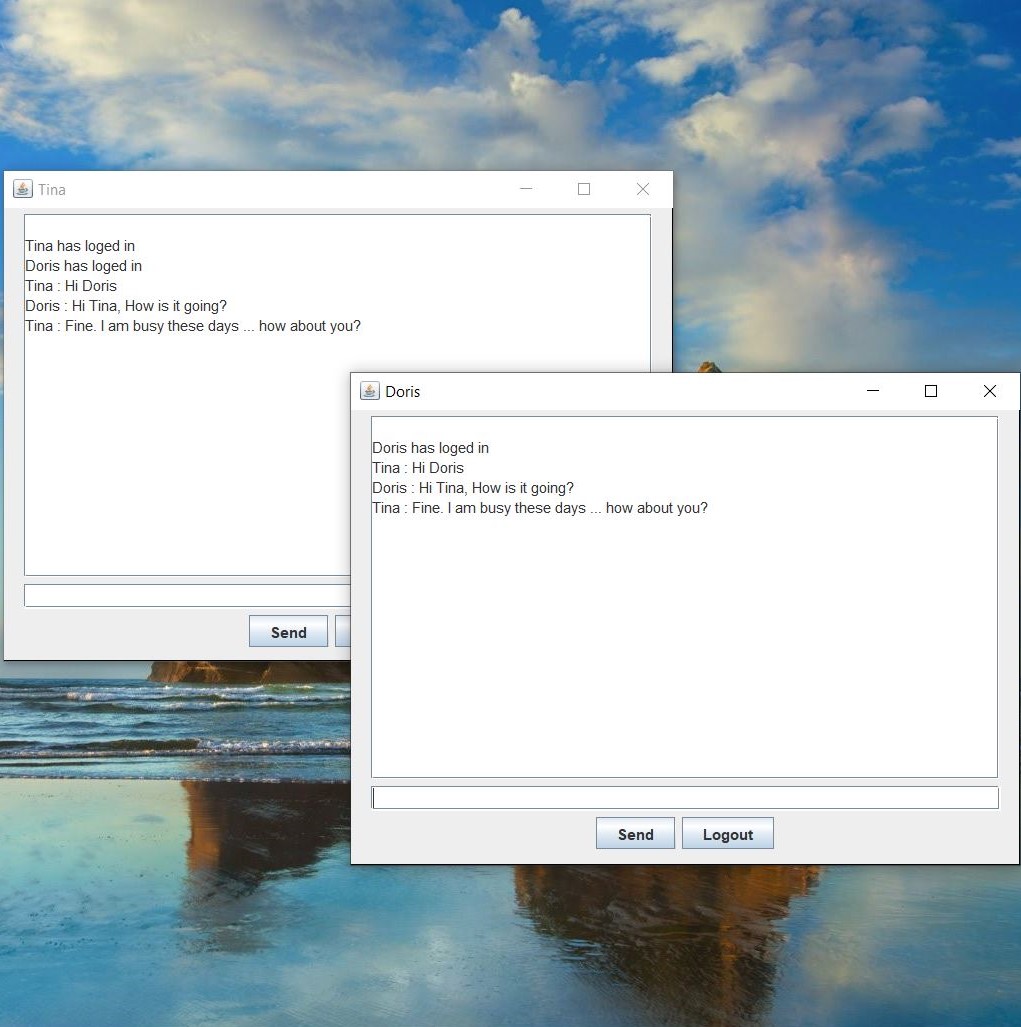 Tina
Tina has loged in
Doris has loged in
Tina : Hi Doris
Doris : Hi Tina, How is it going?
Tina : Fine. I am busy these days ... how about you?
Send
Doris
Doris has loged in
Tina : Hi Doris
Doris : Hi Tina, How is it going?
Tina : Fine. I am busy these days ... how about you?
Send Logout